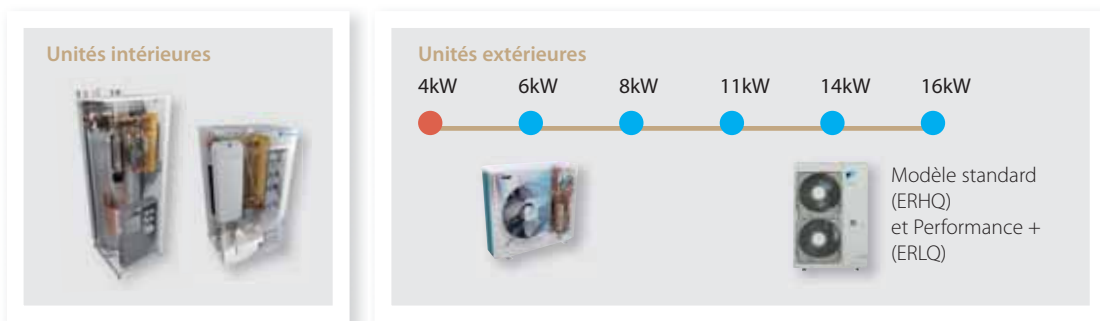 Unités intérieures
Unités extérieures
4kW 6kW 8kW 11kW 14kW 16kW
Modèle standard
(ERHQ)
et Performance +
(ERLQ)